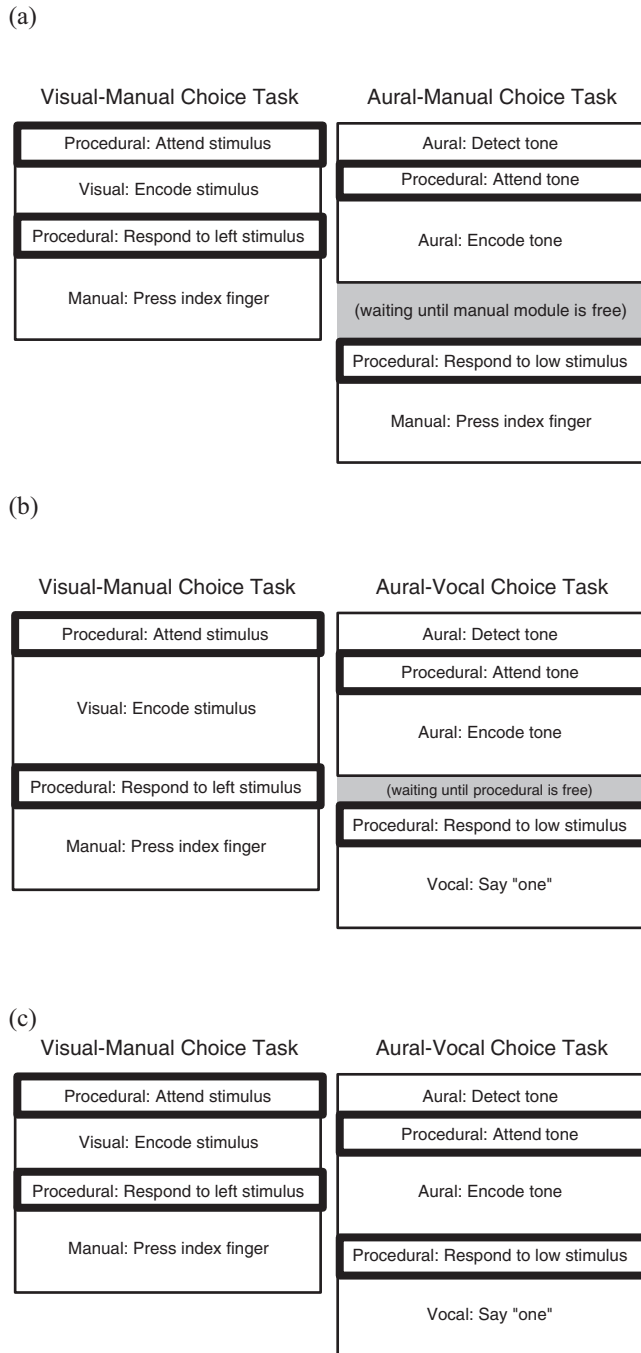 (a)
Visual-Manual Choice Task
Procedural: Attend stimulus
Visual: Encode stimulus
Procedural: Respond to left stimulus
Manual: Press index finger
Aural-Manual Choice Task
Aural: Detect tone
Procedural: Attend tone
Aural: Encode tone
(waiting until manual module is free)
Procedural: Respond to low stimulus
Manual: Press index finger
(b)
Visual-Manual Choice Task
Procedural: Attend stimulus
Visual: Encode stimulus
Procedural: Respond to left stimulus
Manual: Press index finger
Aural-Vocal Choice Task
Aural: Detect tone
Procedural: Attend tone
Aural: Encode tone
(waiting until procedural is free)
Procedural: Respond to low stimulus
Vocal: Say "one"
(c)
Visual-Manual Choice Task
Procedural: Attend stimulus
Visual: Encode stimulus
Procedural: Respond to left stimulus
Manual: Press index finger
Aural-Vocal Choice Task
Aural: Detect tone
Procedural: Attend tone
Aural: Encode tone
Procedural: Respond to low stimulus
Vocal: Say "one"